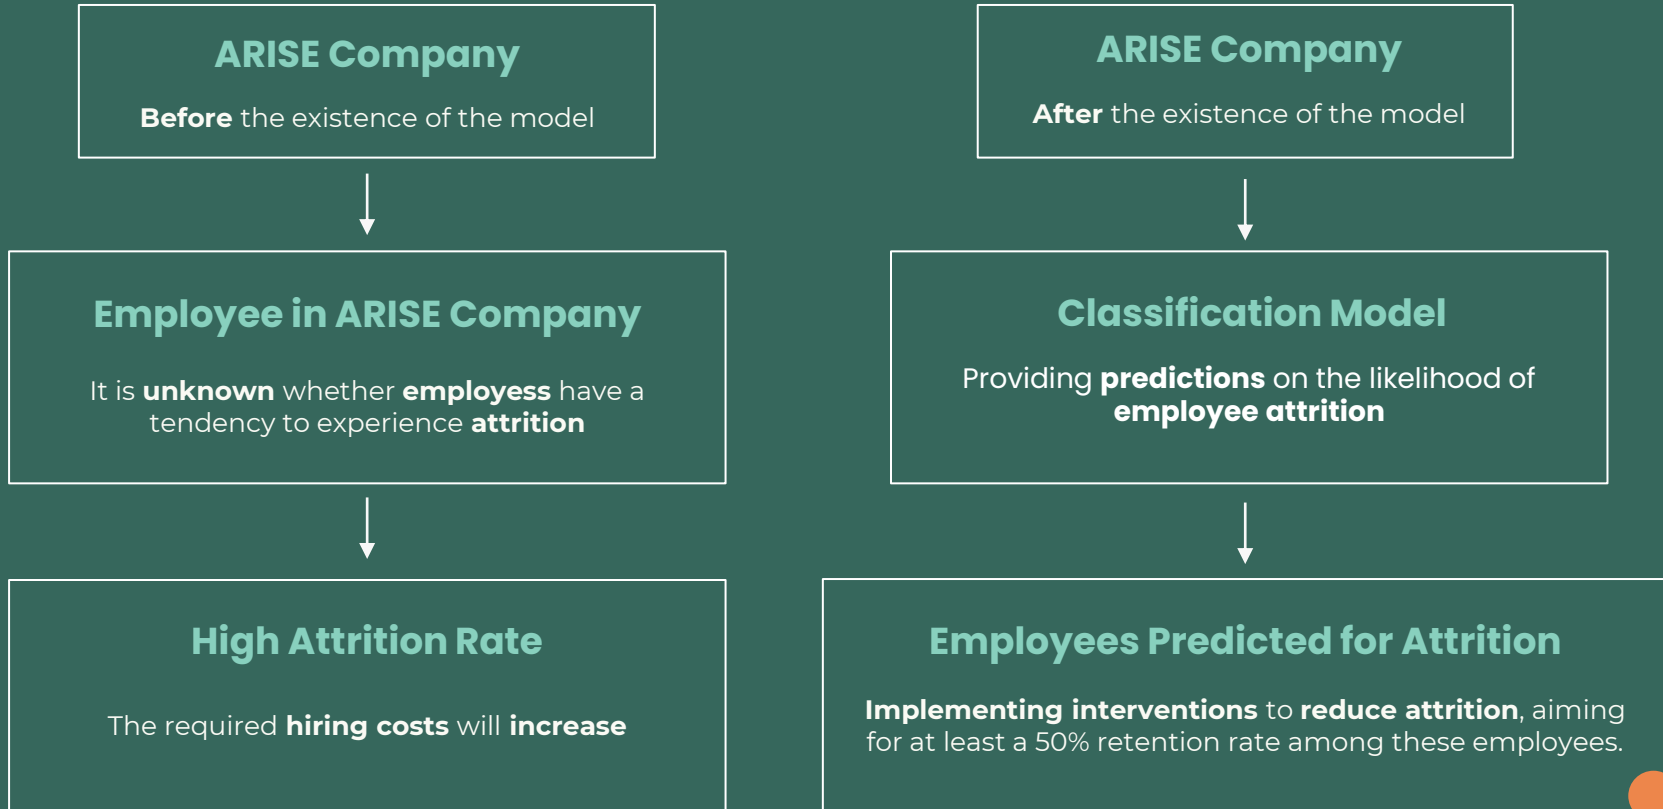 ARISE Company
Before the existence of the model
Employee in ARISE Company
It is unknown whether employess have a
tendency to experience attrition
High Attrition Rate
The required hiring costs will increase
ARISE Company
After the existence of the model
Classification Model
Providing predictions on the likelihood of
employee attrition
Employees Predicted for Attrition
Implementing interventions to reduce attrition, aiming
for at least a 50% retention rate among these employees.